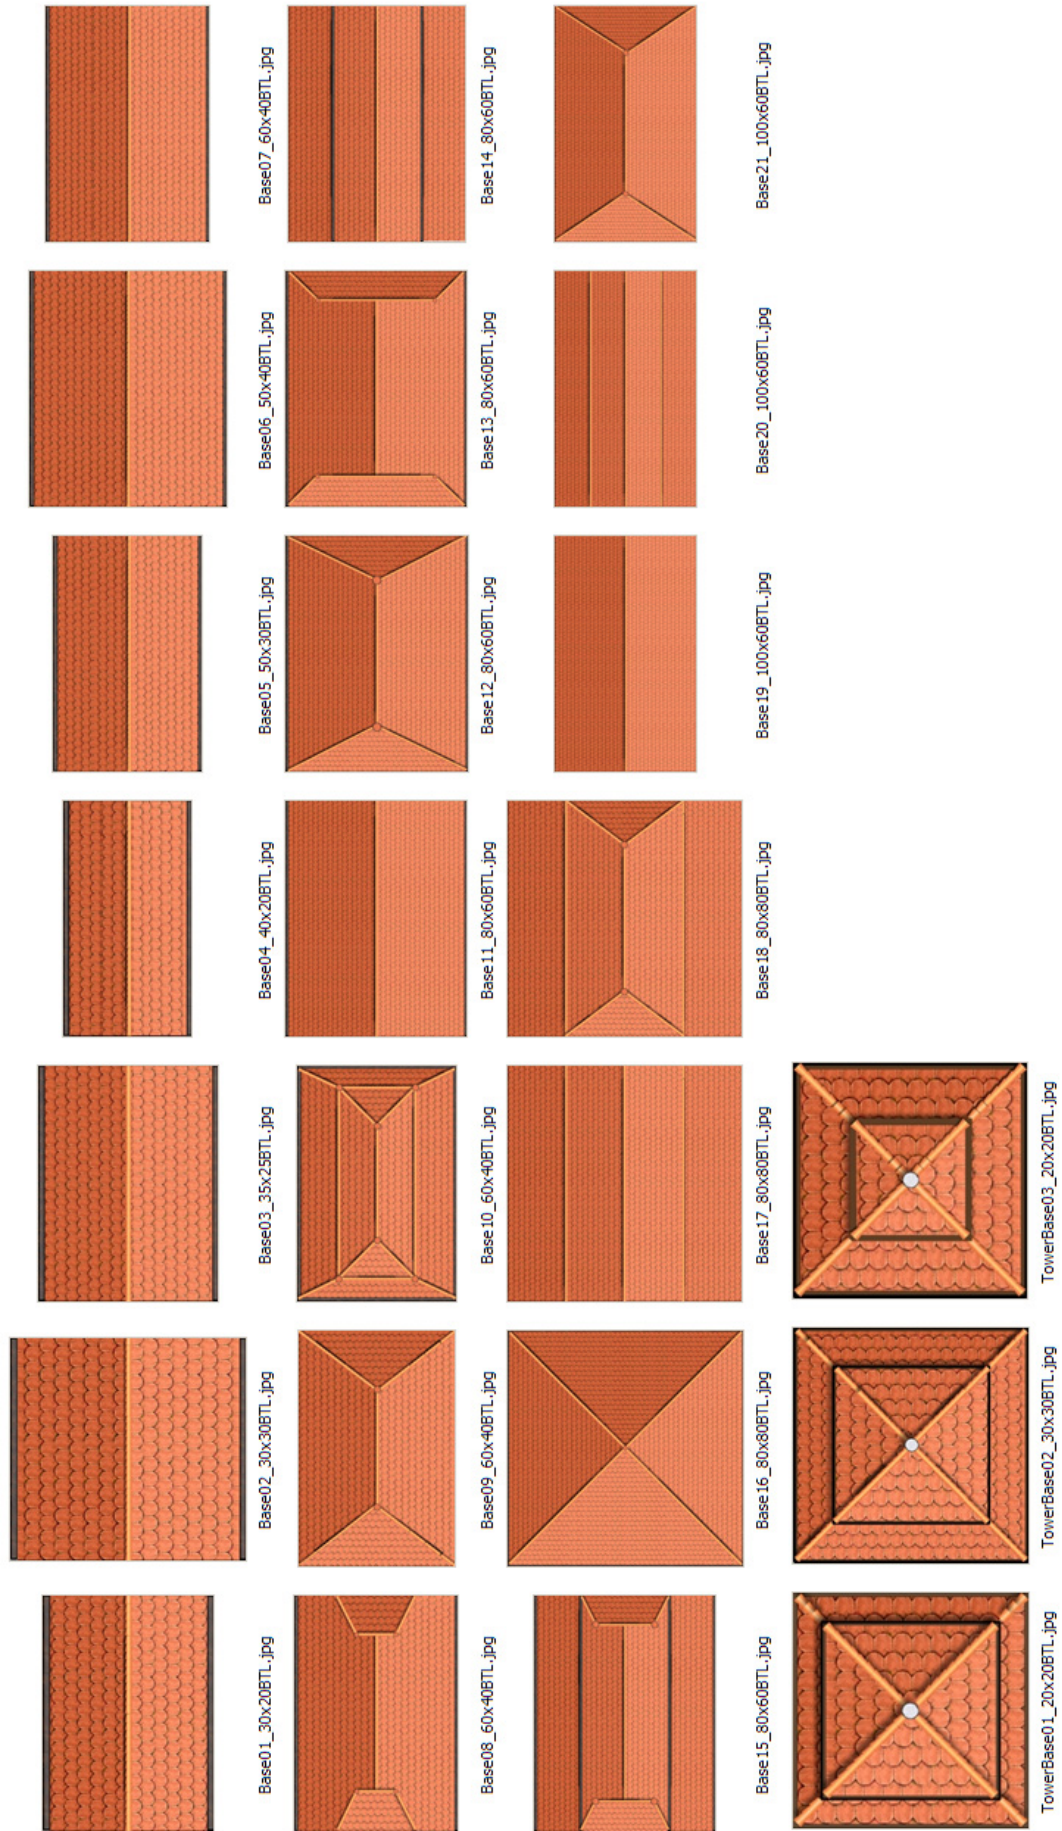 Base01_30x20BTL.jpg
Base02_30x30BTL.jpg
Base03_35x25BTL.jpg
Base04_40x20BTL.jpg
Base05_50x30BTL.jpg
Base06_50x40BTL.jpg
Base07_60x40BTL.jpg
Base08_60x40BTL.jpg
Base09_60x40BTL.jpg
Base10_60x40BTL.jpg
Base11_80x60BTL.jpg
Base12_80x60BTL.jpg
Base13_80x60BTL.jpg
Base14_80x60BTL.jpg
Base15_80x60BTL.jpg
Base16_80x80BTL.jpg
Base17_80x80BTL.jpg
Base18_80x80BTL.jpg
Base19_100x60BTL.jpg
Base20_100x60BTL.jpg
Base21_100x60BTL.jpg
TowerBase01_20x20BTL.jpg
TowerBase02_30x30BTL.jpg
TowerBase03_20x20BTL.jpg